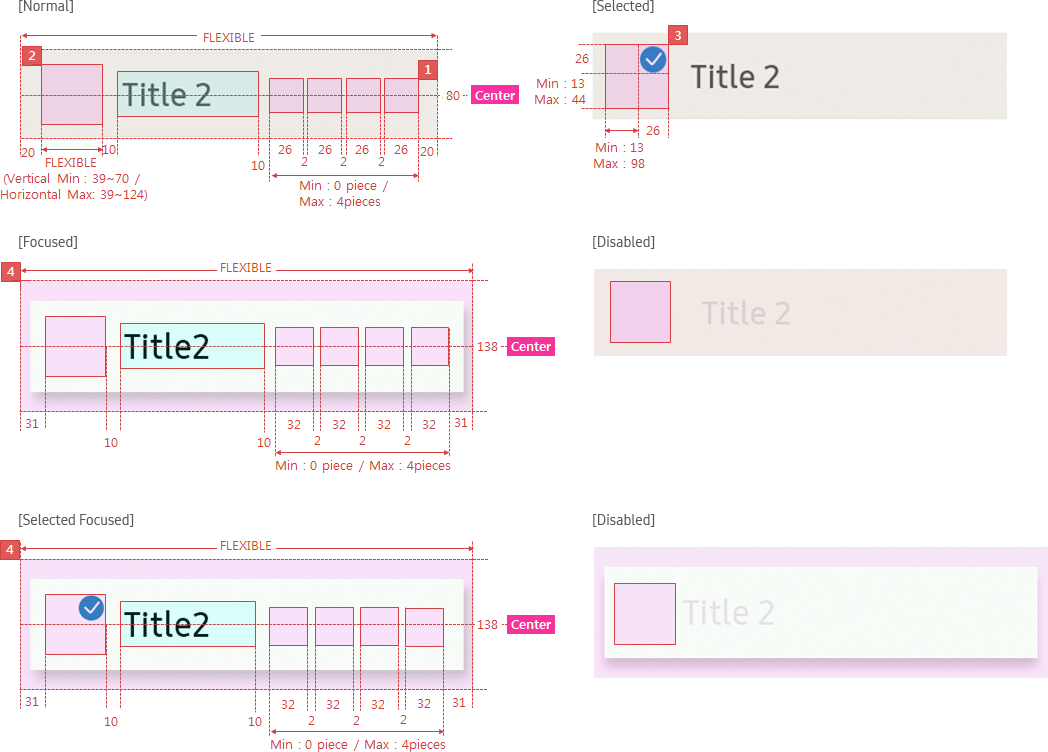 [Normal]
[Selected]
FLEXIBLE
2
1
3
Title 2
80
Center
26
Min : 13
Max : 44
Title 2
20
10
26
26
26
26
20
10
2
2
2
FLEXIBLE
(Vertical Min : 39~70 /
Horizontal Max: 39~124)
Min : 0 piece /
Max : 4pieces
26
Min : 13
Max : 98
[Focused]
[Disabled]
4
FLEXIBLE
Title2
138
Center
Title 2
31
32
32
32
32
31
10
10
2
2
2
Min : 0 piece / Max : 4pieces
[Selected Focused]
[Disabled]
4
FLEXIBLE
Title2
138
Center
Title 2
31
32
32
32
32
31
10
10
2
2
2
Min : 0 piece / Max : 4pieces